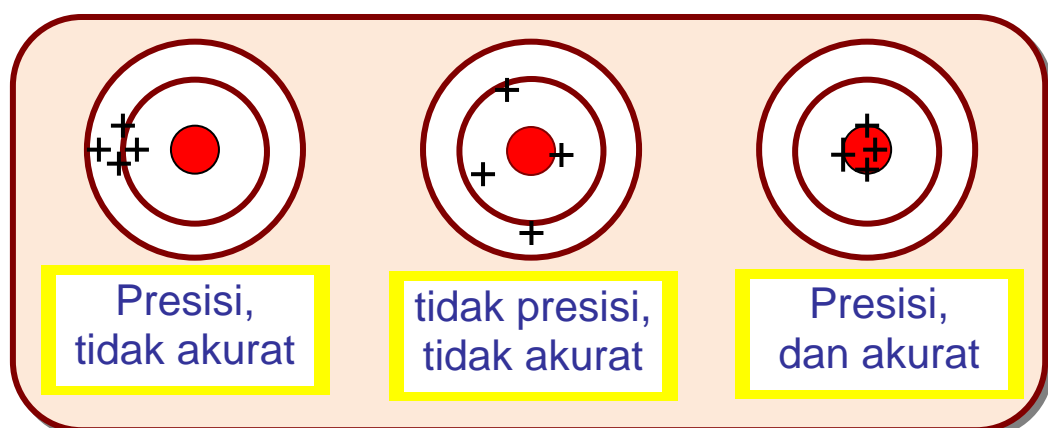 Presisi,
tidak akurat
tidak presisi,
tidak akurat
Presisi,
dan akurat